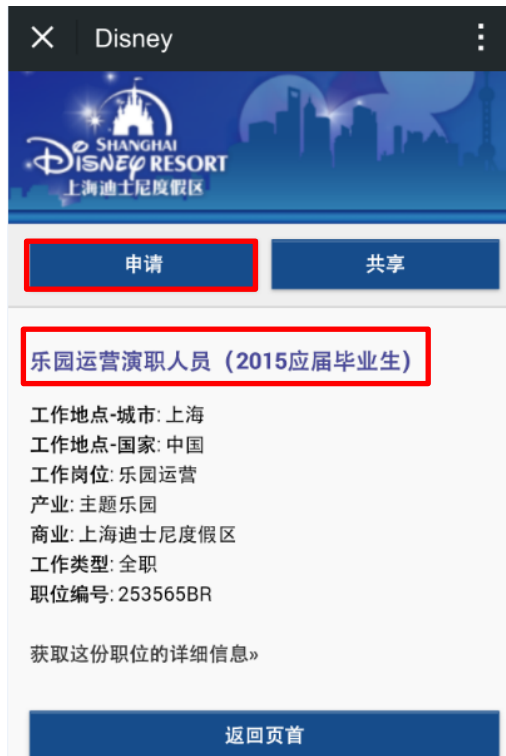 Disney
SHANGHAI
DISNEY RESORT
上海迪士尼度假区
申请
共享
乐园运营演职人员（2015应届毕业生）
工作地点-城市: 上海
工作地点-国家: 中国
工作岗位: 乐园运营
产业: 主题乐园
商业: 上海迪士尼度假区
工作类型: 全职
职位编号: 253565BR
获取这份职位的详细信息»
返回页首